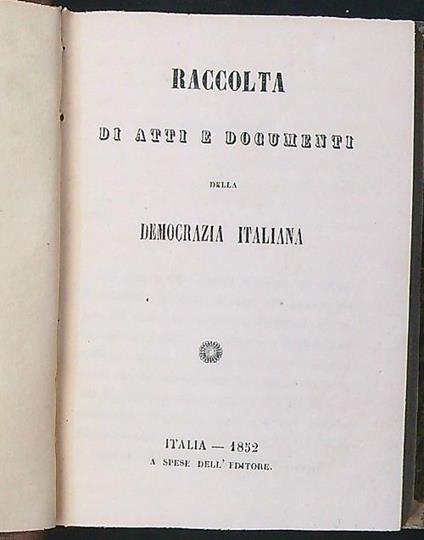 RACCOLTA
DI ATTI E DOCUMENTI
DELLA
DEMOCRAZIA ITALIANA
ITALIA — 1852
A SPESE DELL' EDITORE.